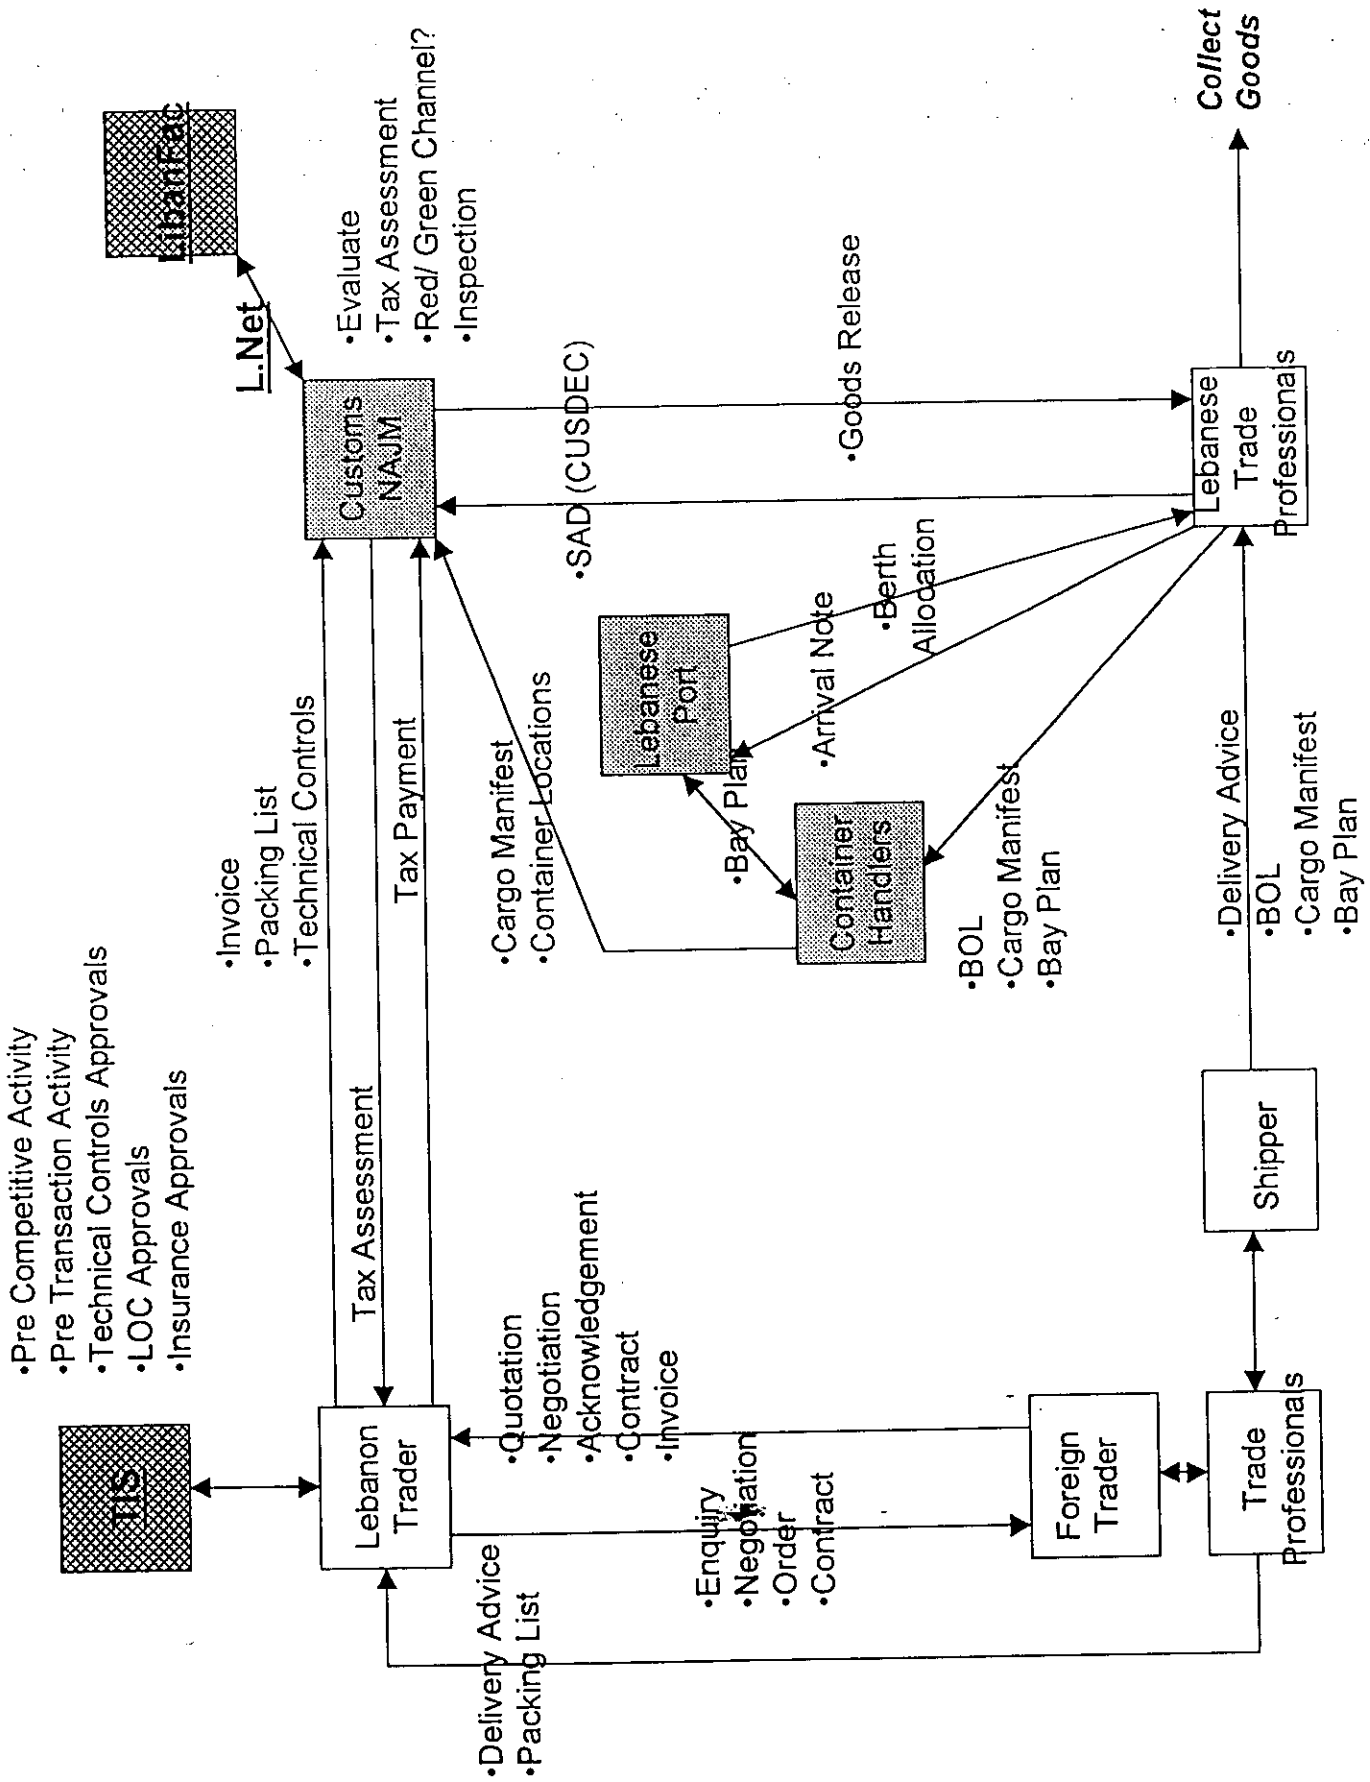 •Pre Competitive Activity
•Pre Transaction Activity
•Technical Controls Approvals
•LOC Approvals
•Insurance Approvals
TIS
LibanFac
L.Net
•Invoice
•Packing List
•Technical Controls
Lebanon
Trader
Tax Assessment
Tax Payment
Customs
NAJM
•Evaluate
•Tax Assessment
•Red/ Green Channel?
•Inspection
•Delivery Advice
•Packing List
•Quotation
•Negotiation
•Acknowledgement
•Contract
•Invoice
•Cargo Manifest
•Container Locations
•SAD (CUSDEC)
•Enquiry
•Negotiation
•Order
•Contract
Lebanese
Port
•Bay Plan
•Arrival Note
•Berth
Allocation
•Goods Release
Container
Handlers
•BOL
•Cargo Manifest
•Bay Plan
Foreign
Trader
Trade
Professionals
Shipper
•Delivery Advice
•BOL
•Cargo Manifest
•Bay Plan
Lebanese
Trade
Professionals
Collect
Goods